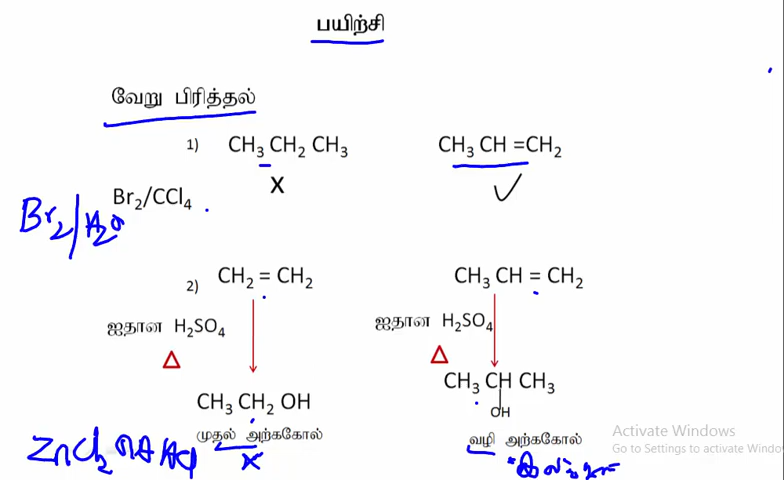 பயிற்சி
வேறு பிரித்தல்
1) CH3 CH2 CH3 CH3 CH =CH2
X ✓
Br2/CCl4
Br2/H2O
2) CH2 = CH2 CH3 CH = CH2
ஐதான H2SO4 ஐதான H2SO4
Δ Δ
CH3 CH2 OH CH3 CH CH3
OH
முதல் அற்ககோல் வழி அற்ககோல்
ZnCl2 X
Activate Windows
Go to Settings to activate Windo